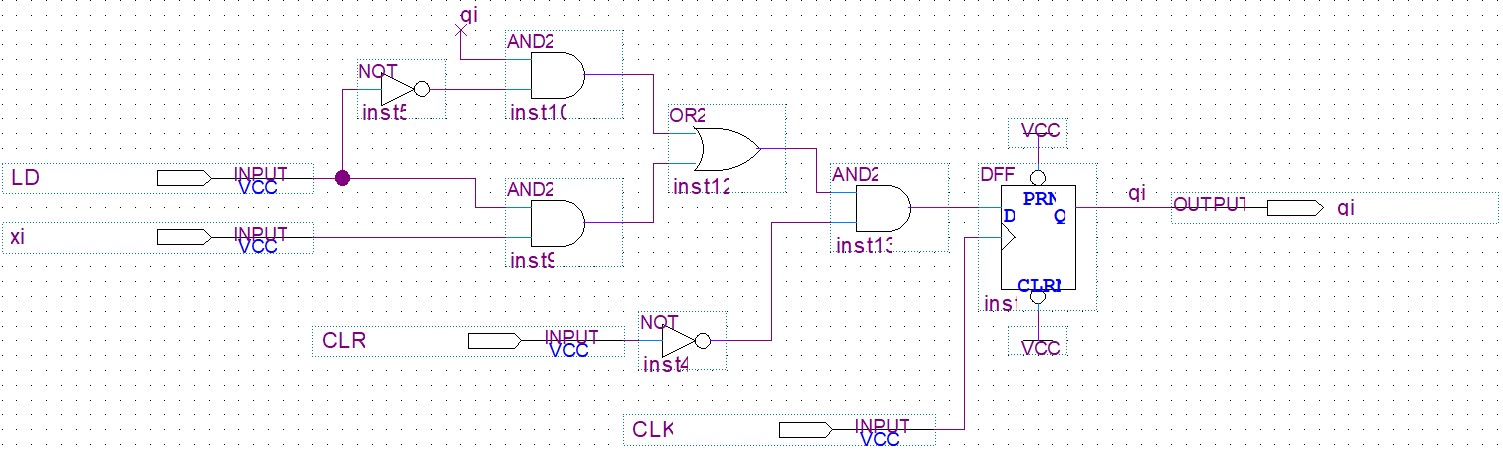 qi
AND2
NOT
inst5
inst10
OR2
VCC
LD
INPUT
VCC
AND2
inst12
AND2
DFF
PRN
D
Q
qi
OUTPUT
qi
xi
INPUT
VCC
inst9
inst13
CLRN
inst
CLR
INPUT
VCC
NOT
inst4
VCC
CLK
INPUT
VCC